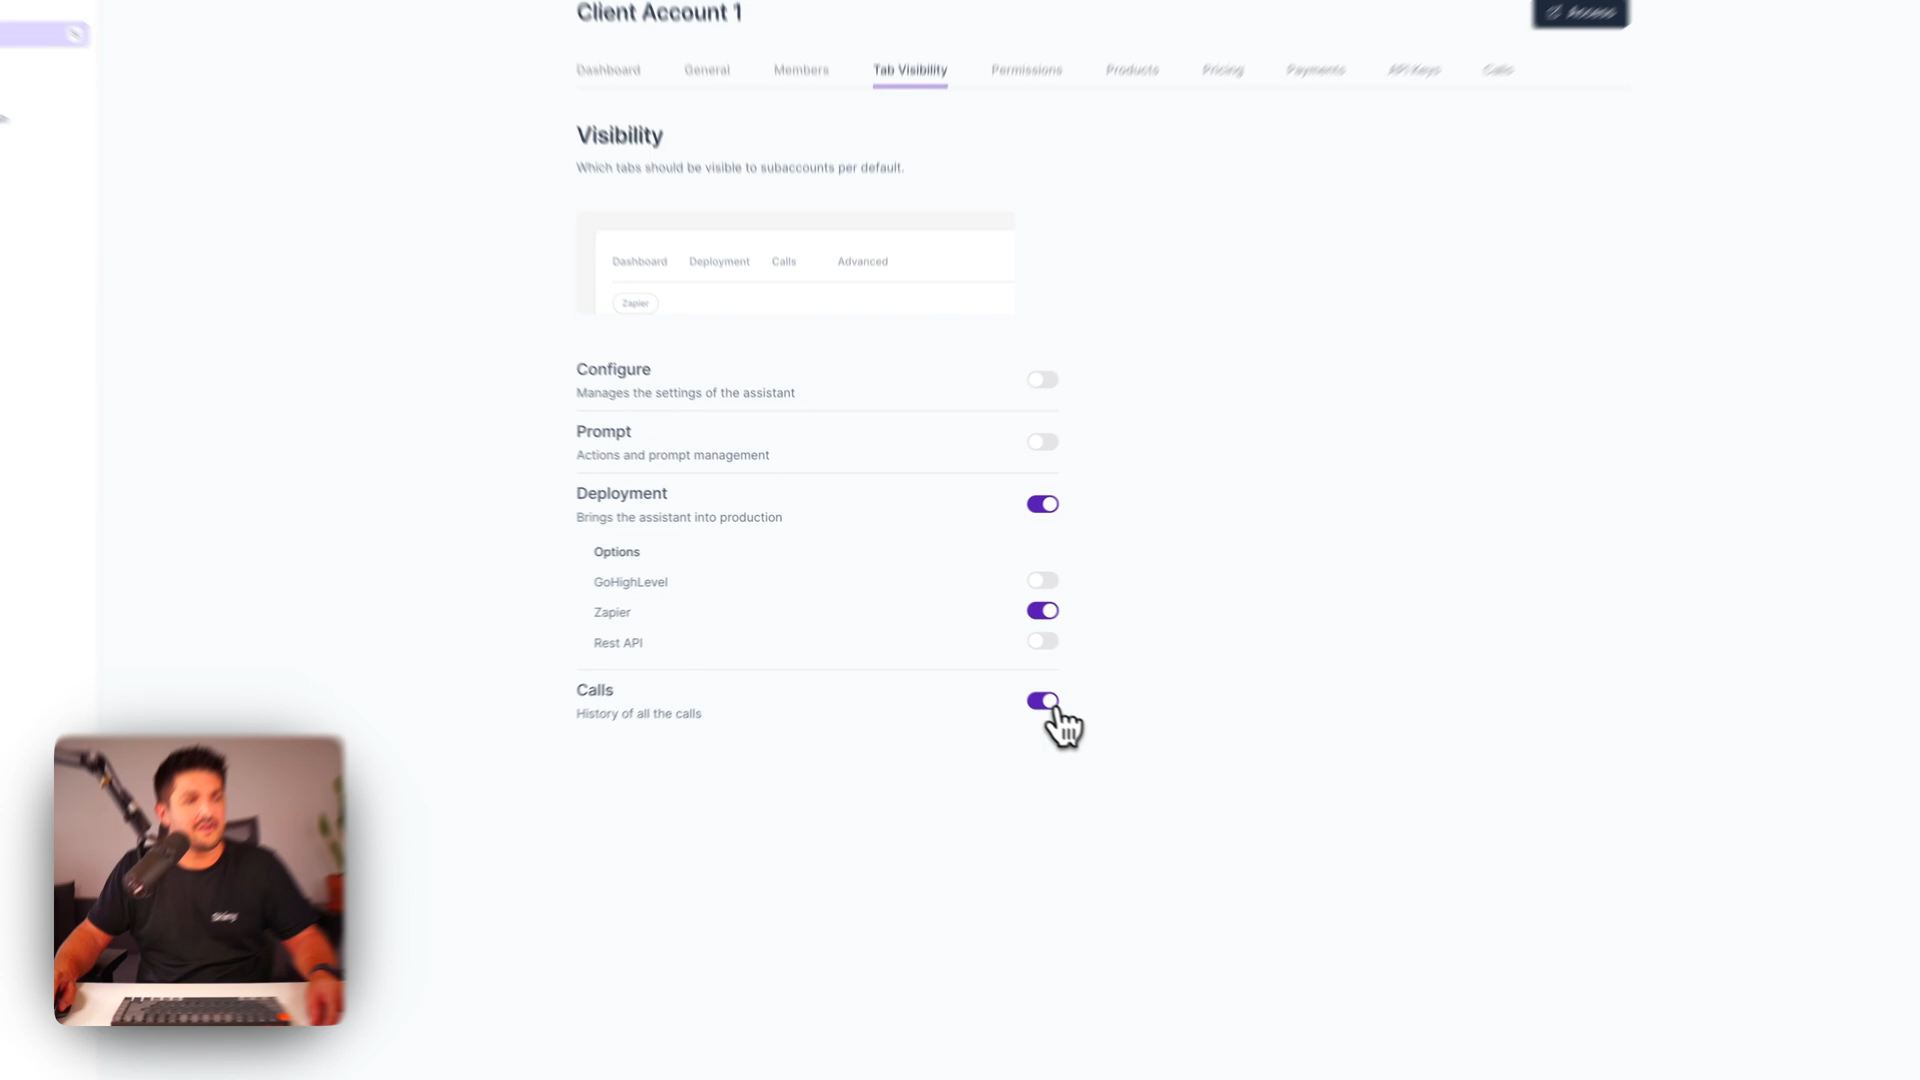 Client Account 1
Access
Dashboard General Members Tab Visibility Permissions Products Pricing Payments API Keys Calls
Visibility
Which tabs should be visible to subaccounts per default.
Dashboard Deployment Calls Advanced
Zapier
Configure
Manages the settings of the assistant
Prompt
Actions and prompt management
Deployment
Brings the assistant into production
Options
GoHighLevel
Zapier
Rest API
Calls
History of all the calls